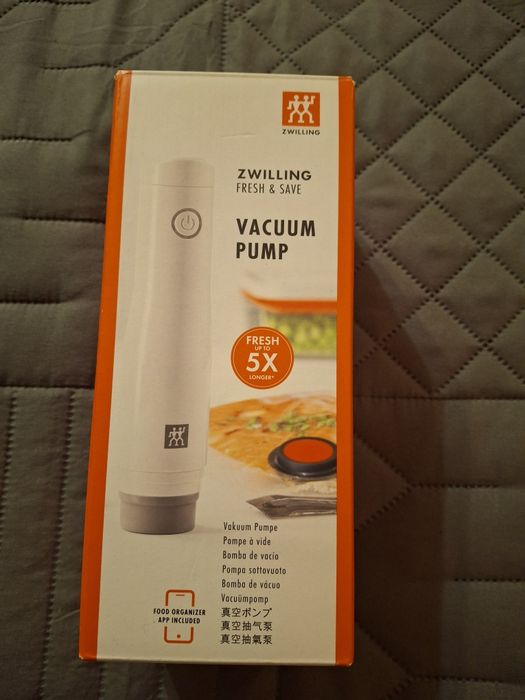 ZWILLING
ZWILLING
FRESH & SAVE
VACUUM
PUMP
FRESH
UP TO
5X
LONGER*
Vakuum Pumpe
Pompe à vide
Bomba de vacío
Pompa sottovuoto
Bomba de vácuo
Vacuümpomp
真空ポンプ
真空抽气泵
真空抽氣泵
FOOD ORGANIZER
APP INCLUDED